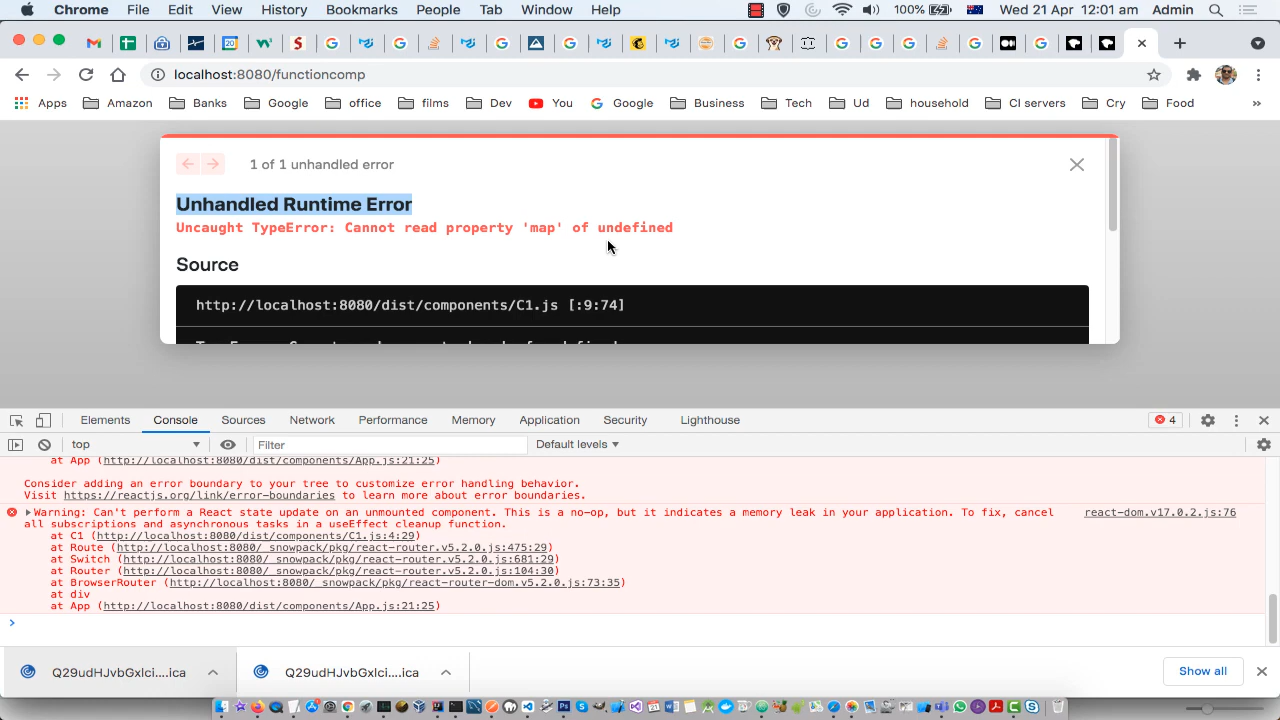 Chrome File Edit View History Bookmarks People Tab Window Help 100% Wed 21 Apr 12:01 am Admin
localhost:8080/functioncomp
Apps Amazon Banks Google office films Dev You Google Business Tech Ud household CI servers Cry Food »
1 of 1 unhandled error
Unhandled Runtime Error
Uncaught TypeError: Cannot read property 'map' of undefined
Source
http://localhost:8080/dist/components/C1.js [:9:74]
Elements Console Sources Network Performance Memory Application Security Lighthouse 4
top Filter Default levels
at App (http://localhost:8080/dist/components/App.js:21:25)
Consider adding an error boundary to your tree to customize error handling behavior.
Visit https://reactjs.org/link/error-boundaries to learn more about error boundaries.
Warning: Can't perform a React state update on an unmounted component. This is a no-op, but it indicates a memory leak in your application. To fix, cancel react-dom.v17.0.2.js:76
all subscriptions and asynchronous tasks in a useEffect cleanup function.
at C1 (http://localhost:8080/dist/components/C1.js:4:29)
at Route (http://localhost:8080/_snowpack/pkg/react-router.v5.2.0.js:475:29)
at Switch (http://localhost:8080/_snowpack/pkg/react-router.v5.2.0.js:681:29)
at Router (http://localhost:8080/_snowpack/pkg/react-router.v5.2.0.js:104:30)
at BrowserRouter (http://localhost:8080/_snowpack/pkg/react-router-dom.v5.2.0.js:73:35)
at div
at App (http://localhost:8080/dist/components/App.js:21:25)
>
Q29udHJvbGxlci....ica Q29udHJvbGxlci....ica Show all